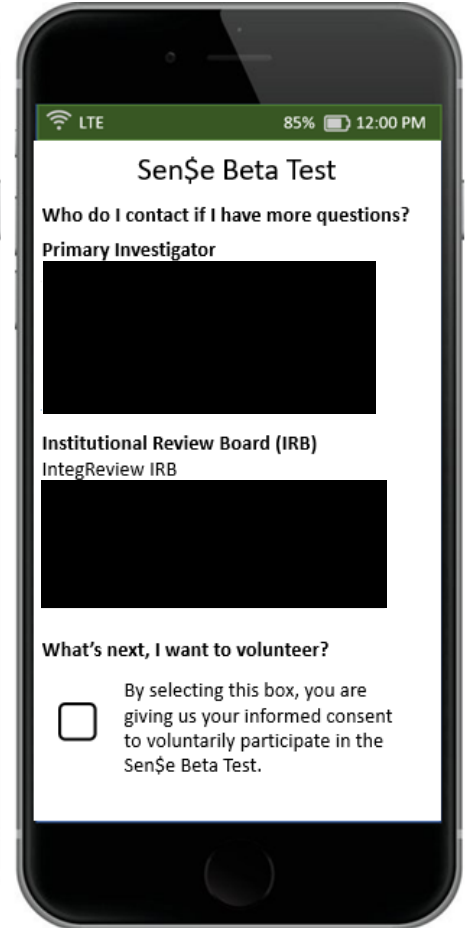 LTE 85% 12:00 PM
Sen$e Beta Test
Who do I contact if I have more questions?
Primary Investigator
Institutional Review Board (IRB)
IntegReview IRB
What's next, I want to volunteer?
By selecting this box, you are
giving us your informed consent
to voluntarily participate in the
Sen$e Beta Test.